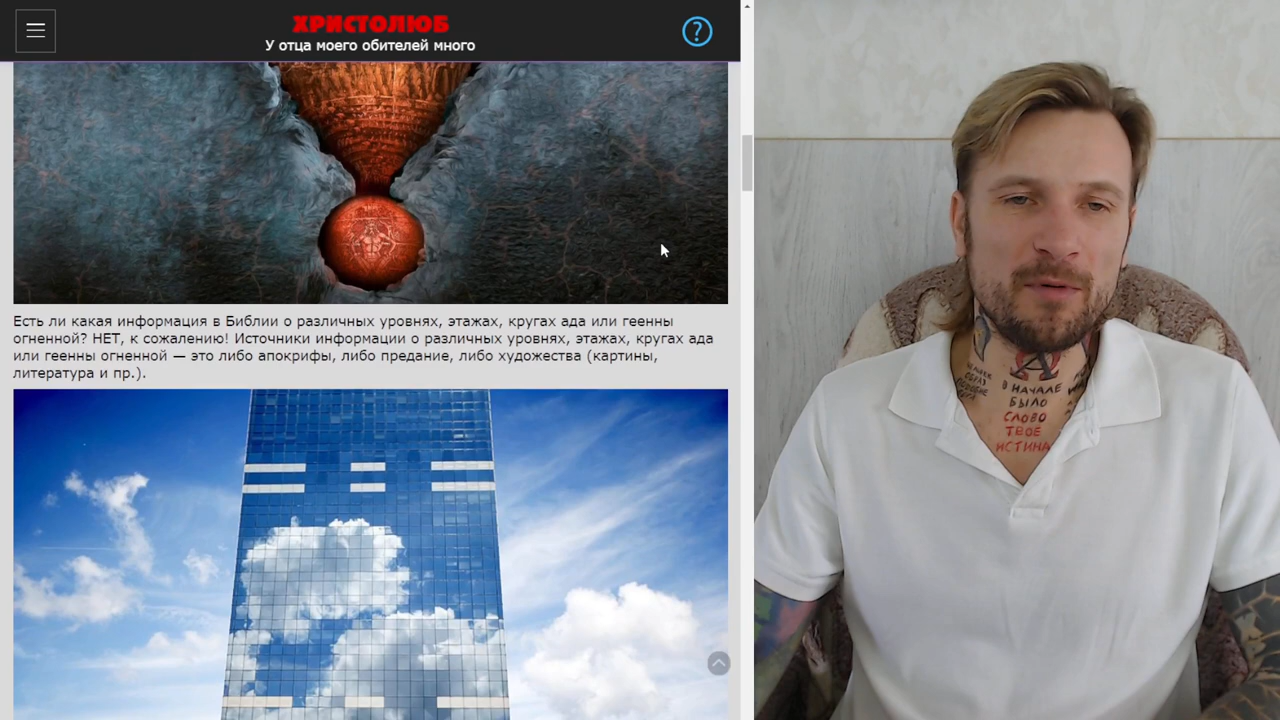 ХРИСТОЛЮБ
У отца моего обителей много
Есть ли какая информация в Библии о различных уровнях, этажах, кругах ада или геенны
огненной? НЕТ, к сожалению! Источники информации о различных уровнях, этажах, кругах ада
или геенны огненной — это либо апокрифы, либо предание, либо художества (картины,
литература и пр.).
В НАЧАЛЕ
БЫЛО
СЛОВО
ТВОЕ
ИСТИНА